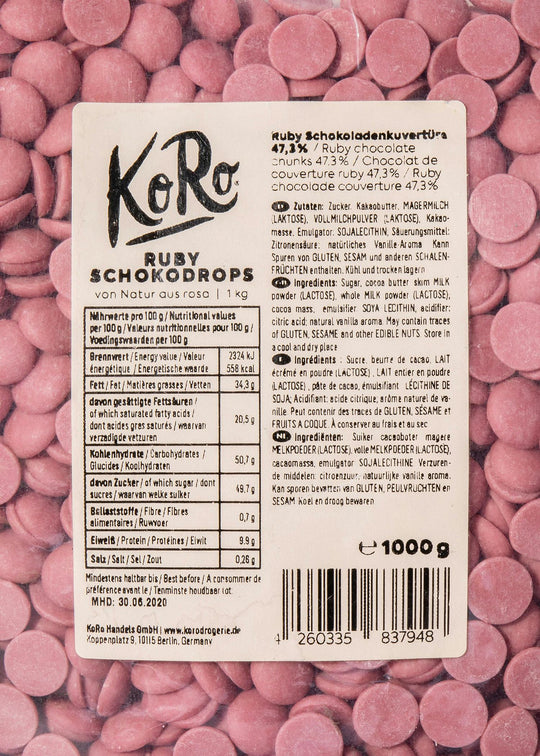 KoRo
RUBY
SCHOKODROPS
von Natur aus rosa | 1 kg
Nährwerte pro 100 g / Nutritional values
per 100 g / Valeurs nutritionnelles pour 100 g /
Voedingswaarden per 100 g
Brennwert / Energy value / Valeur 2324 kJ
énergétique / Energetische waarde 558 kcal
Fett / Fat / Matières grasses / Vetten 34,3 g
davon gesättigte Fettsäuren /
of which saturated fatty acids /
dont acides gras saturés / waarvan 20,5 g
verzadigde vetzuren
Kohlenhydrate / Carbohydrates / 50,7 g
Glucides / Koolhydraten
davon Zucker / of which sugar / dont 49,7 g
sucres / waarvan welke suiker
Ballaststoffe / Fibre / Fibres 0,7 g
alimentaires / Ruwvoer
Eiweiß / Protein / Protéines / Eiwit 9.9 g
Salz / Salt / Sel / Zout 0,26 g
Mindestens haltbar bis / Best before / A consommer de
préférence avant le / Tenminste houdbaar tot:
MHD: 30.06.2020
KoRo Handels GmbH | www.korodrogerie.de
Koppenplatz 9, 10115 Berlin, Germany
Ruby Schokoladenkuvertüre
47,3% / Ruby chocolate
chunks 47.3% / Chocolat de
couverture ruby 47,3% / Ruby
chocolade couverture 47,3%
D Zutaten: Zucker, Kakaobutter, MAGERMILCH
(LAKTOSE), VOLLMILCHPULVER (LAKTOSE), Kakao-
masse, Emulgator: SOJALECITHIN, Säuerungsmittel:
Zitronensäure; natürliches Vanille-Aroma Kann
Spuren von GLUTEN, SESAM und anderen SCHALEN-
FRÜCHTEN enthalten. Kühl und trocken lagern
GB Ingredients: Sugar, cocoa butter skim MILK
powder (LACTOSE), whole MILK powder (LACTOSE),
cocoa mass, emulsifier SOYA LECITHIN, acidifier;
citric acid; natural vanilla aroma. May contain traces
of GLUTEN, SESAME and other EDIBLE NUTS. Store in
a cool and dry place
F Ingrédients : Sucre, beurre de cacao, LAIT
écrémé en poudre (LACTOSE) , LAIT entier en poudre
(LACTOSE) , pâte de cacao, émulsifiant LÉCITHINE DE
SOJA; Acidifiant: acide citrique, arôme naturel de va-
nille. Peut contenir des traces de GLUTEN, SÉSAME et
FRUITS A COQUE. À conserver au frais et au sec
NL Ingrediënten: Suiker cacaoboter magere
MELKPOEDER (LACTOSE), volle MELKPOEDER (LACTOSE),
cacaomassa, emulgator SOJALECITHINE Verzuren-
de middelen: citroenzuur, natuurlijke vanille aroma.
Kan sporen bevatten van GLUTEN, PEULVRUCHTEN en
SESAM Koel en droog bewaren
℮ 1000 g
4 260335 837948